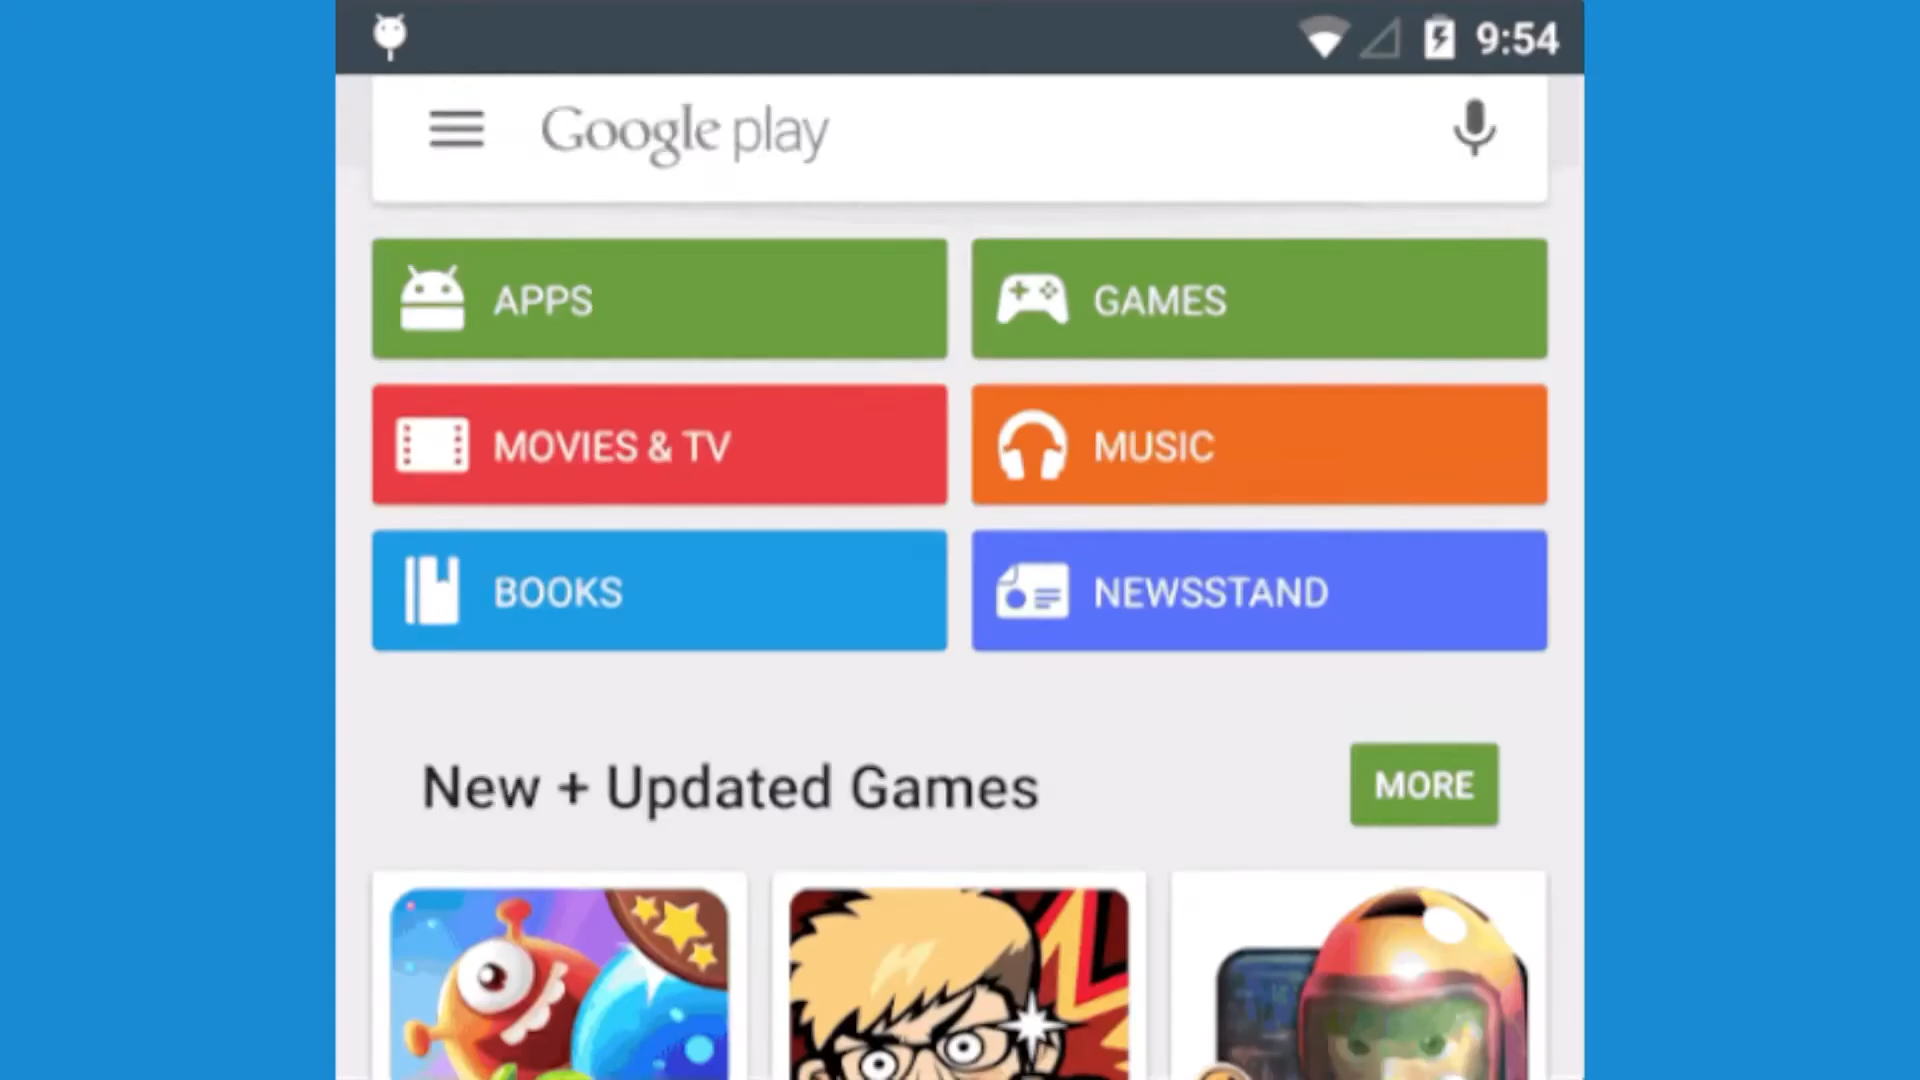 9:54
Google play
APPS
GAMES
MOVIES & TV
MUSIC
BOOKS
NEWSSTAND
New + Updated Games
MORE